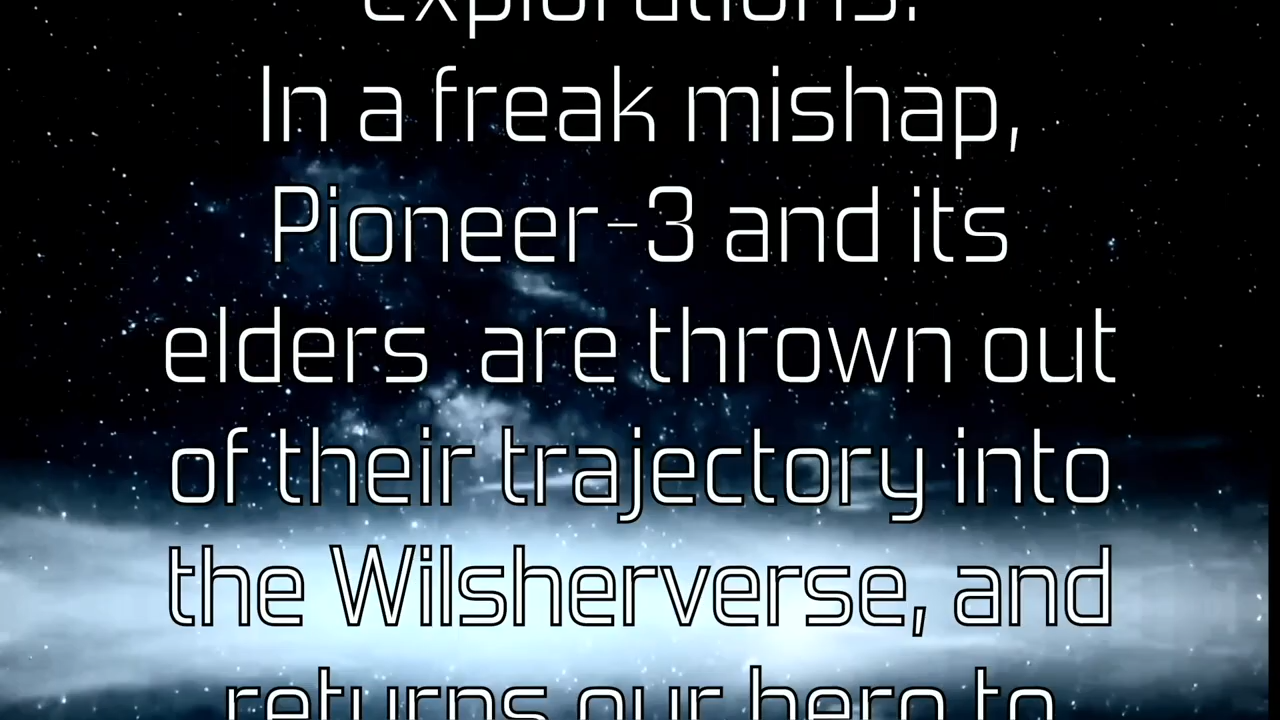 explorations.
In a freak mishap,
Pioneer-3 and its
elders  are thrown out
of their trajectory into
the Wilsherverse, and
returns our hero to